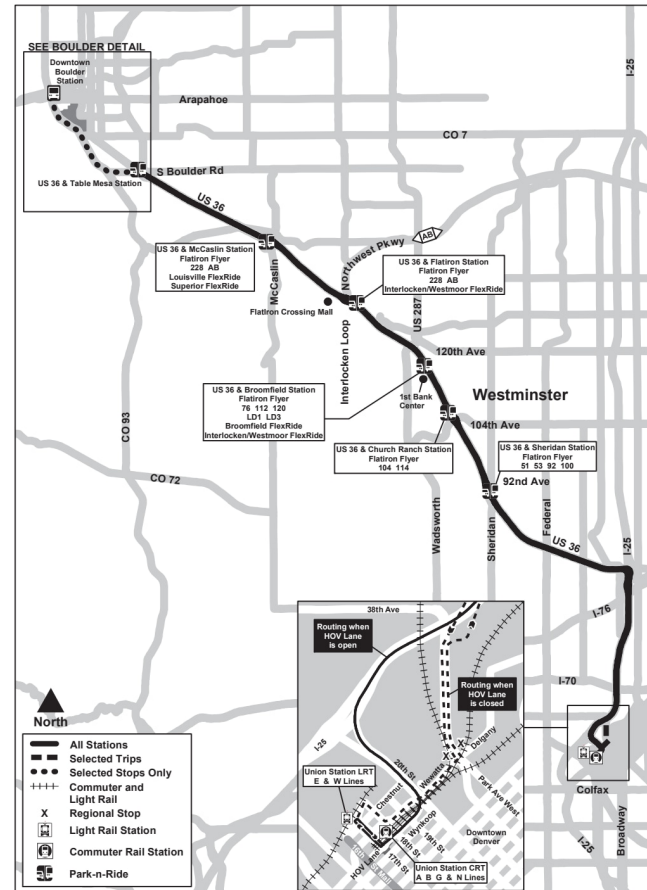 SEE BOULDER DETAIL
Downtown
Boulder
Station
Arapahoe
I-25
CO 7
S Boulder Rd
US 36 & Table Mesa Station
US 36
US 36 & McCaslin Station
Flatiron Flyer
228 AB
Louisville FlexRide
Superior FlexRide
McCaslin
Northwest Pkwy
AB
US 36 & Flatiron Station
Flatiron Flyer
228 AB
Interlocken/Westmoor FlexRide
FlatIron Crossing Mall
Interlocken Loop
US 287
120th Ave
US 36 & Broomfield Station
Flatiron Flyer
76 112 120
LD1 LD3
Broomfield FlexRide
Interlocken/Westmoor FlexRide
1st Bank
Center
Westminster
104th Ave
US 36 & Church Ranch Station
Flatiron Flyer
104 114
US 36 & Sheridan Station
Flatiron Flyer
51 53 92 100
92nd Ave
CO 93
CO 72
Wadsworth
Sheridan
Federal
US 36
I-25
I-76
I-70
Colfax
Broadway
I-25
38th Ave
Routing when
HOV Lane
is open
Routing when
HOV Lane
is closed
I-25
20th St
Wewatta
Delgany
Chestnut
Park Ave West
Union Station LRT
E & W Lines
Wynkoop
19th St
18th St
17th St
16th St Mall
HOV Lane
Downtown
Denver
Union Station CRT
A B G & N Lines
North
All Stations
Selected Trips
Selected Stops Only
Commuter and
Light Rail
X Regional Stop
Light Rail Station
Commuter Rail Station
Park-n-Ride